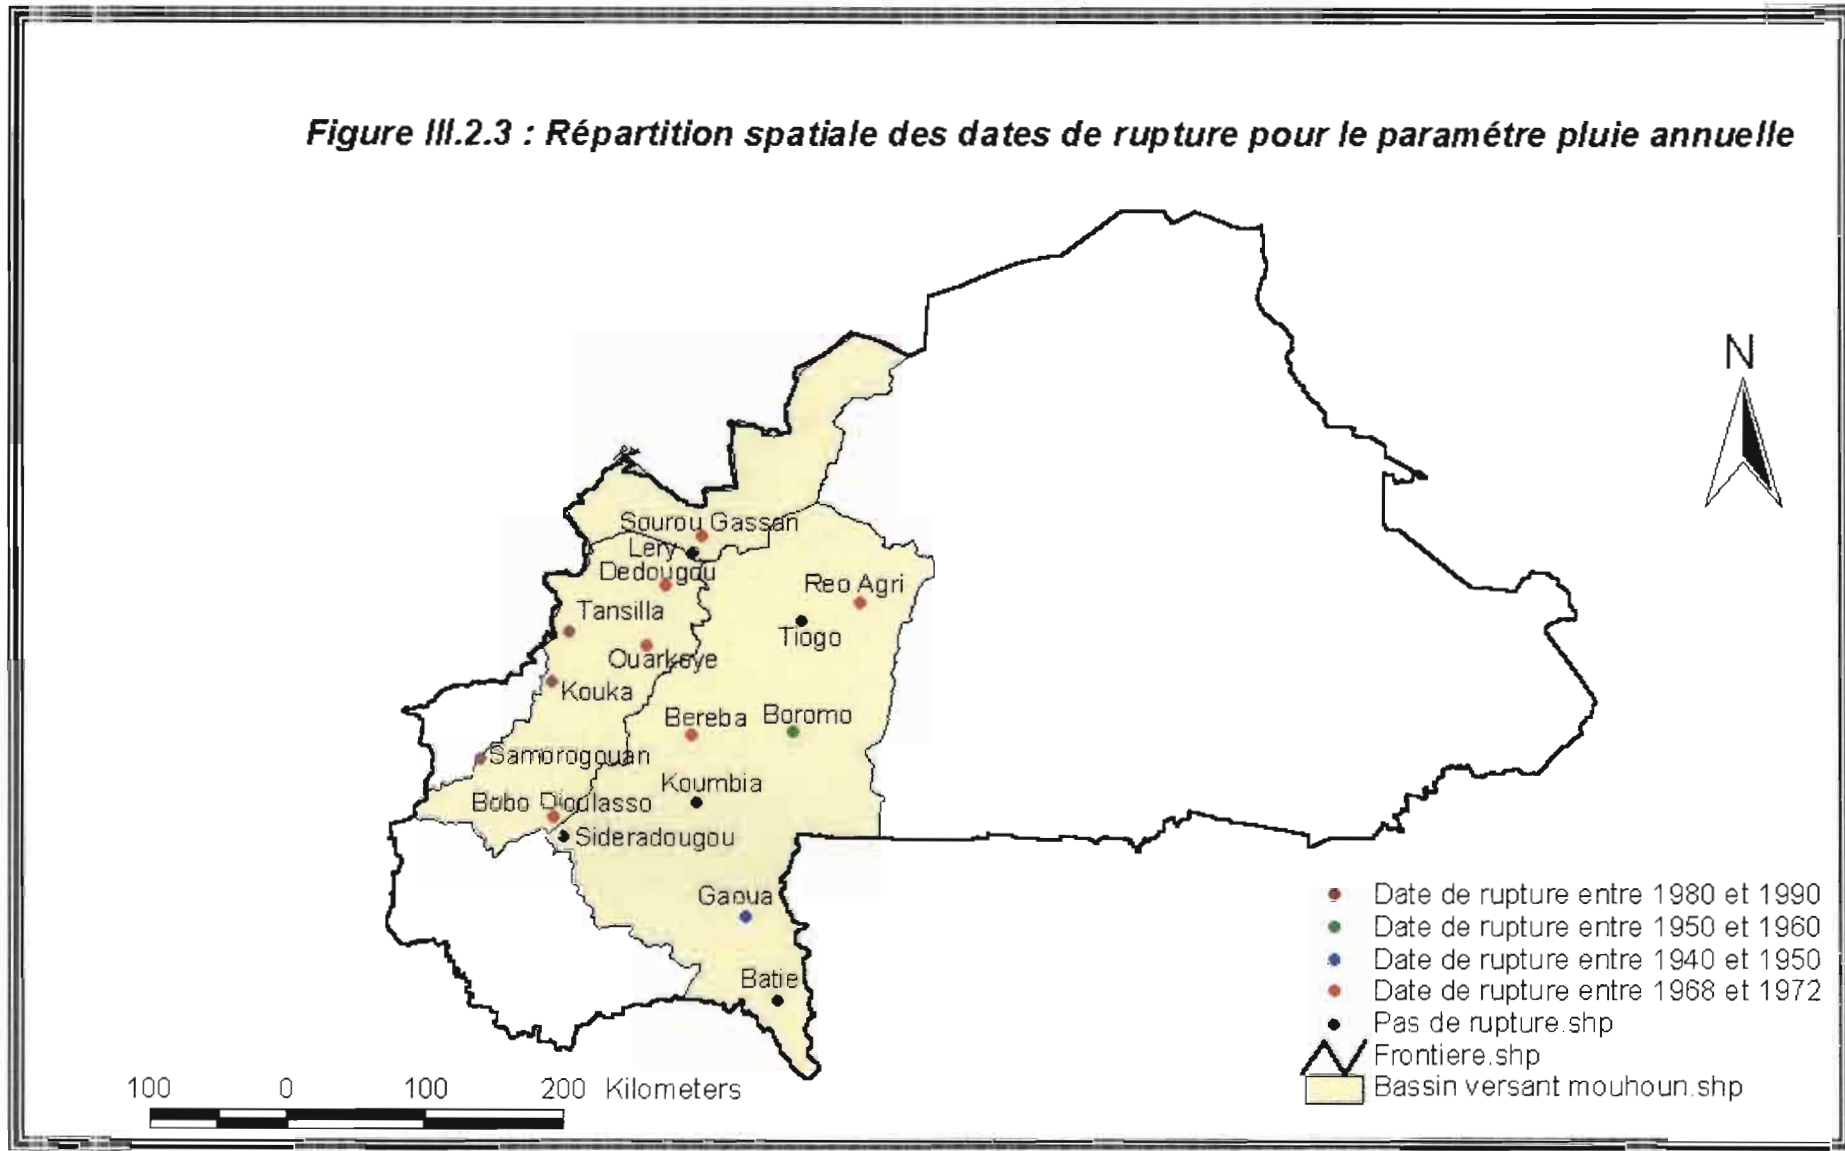 Figure III.2.3 : Répartition spatiale des dates de rupture pour le paramétre pluie annuelle
N
Sourou Gassan
Lery
Dedougou
Reo Agri
Tansilla
Tiogo
Ouarkoye
Kouka
Bereba
Boromo
Samorogouan
Koumbia
Bobo Dioulasso
Sideradougou
Gaoua
Batie
Date de rupture entre 1980 et 1990
Date de rupture entre 1950 et 1960
Date de rupture entre 1940 et 1950
Date de rupture entre 1968 et 1972
Pas de rupture.shp
Frontiere.shp
Bassin versant mouhoun.shp
100 0 100 200 Kilometers